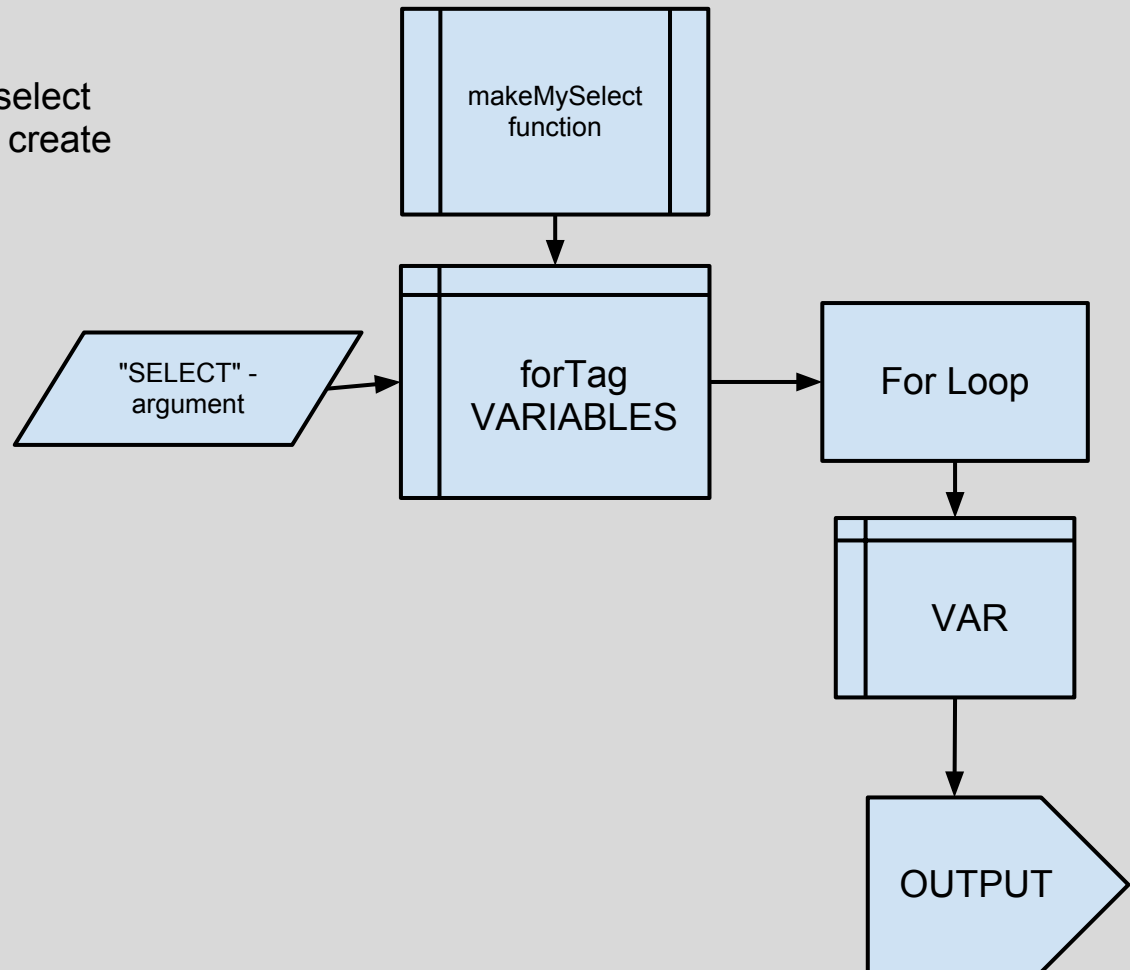 select
create
makeMySelect
function
"SELECT" -
argument
forTag
VARIABLES
For Loop
VAR
OUTPUT